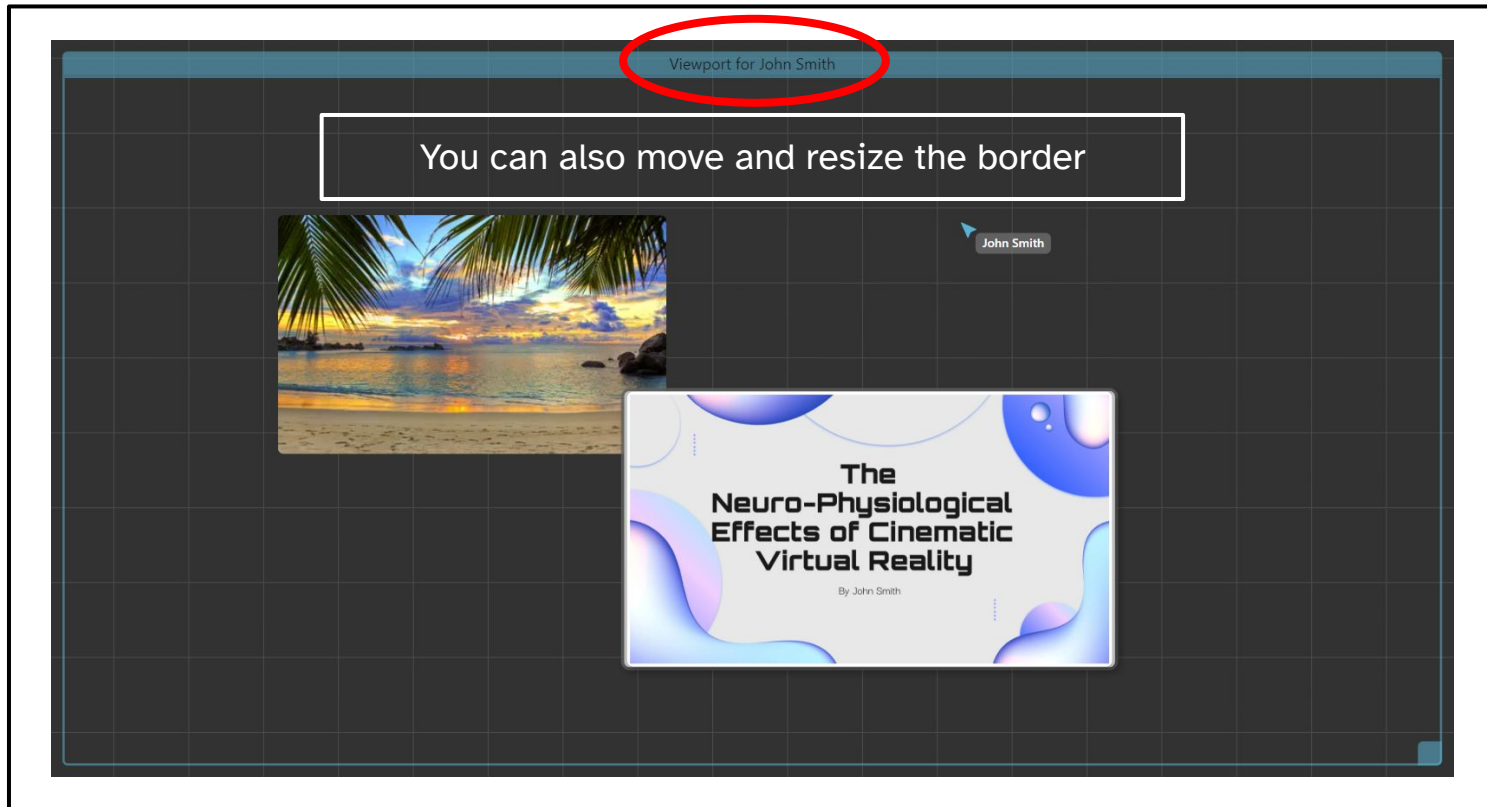 Viewport for John Smith
You can also move and resize the border
John Smith
The
Neuro-Physiological
Effects of Cinematic
Virtual Reality
By John Smith